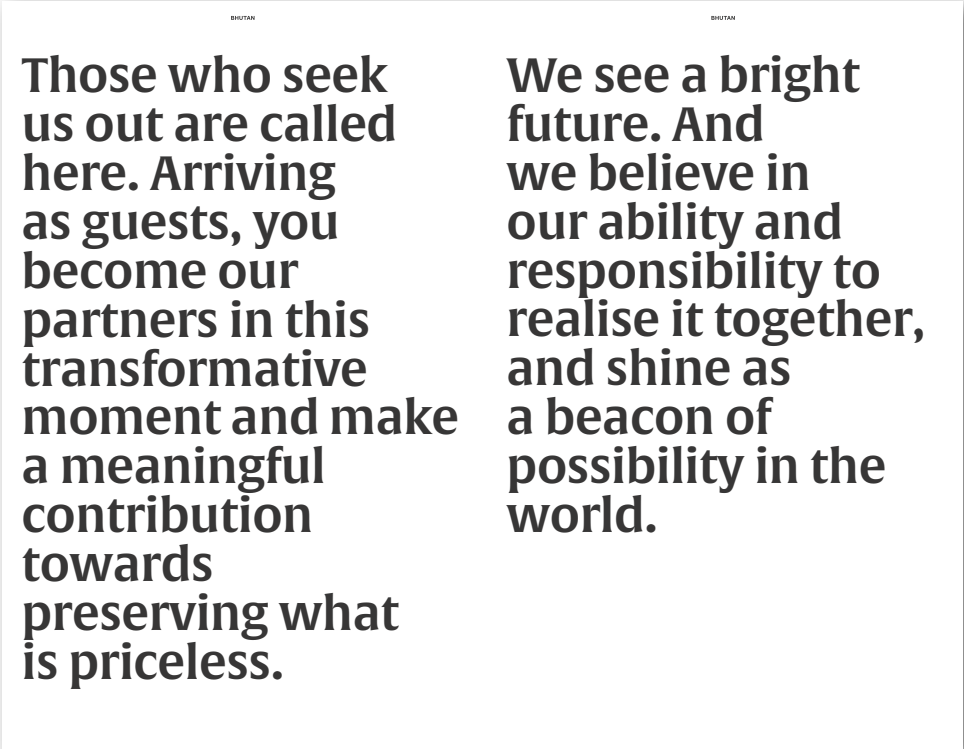 BHUTAN
Those who seek
us out are called
here. Arriving
as guests, you
become our
partners in this
transformative
moment and make
a meaningful
contribution
towards
preserving what
is priceless.
BHUTAN
We see a bright
future. And
we believe in
our ability and
responsibility to
realise it together,
and shine as
a beacon of
possibility in the
world.